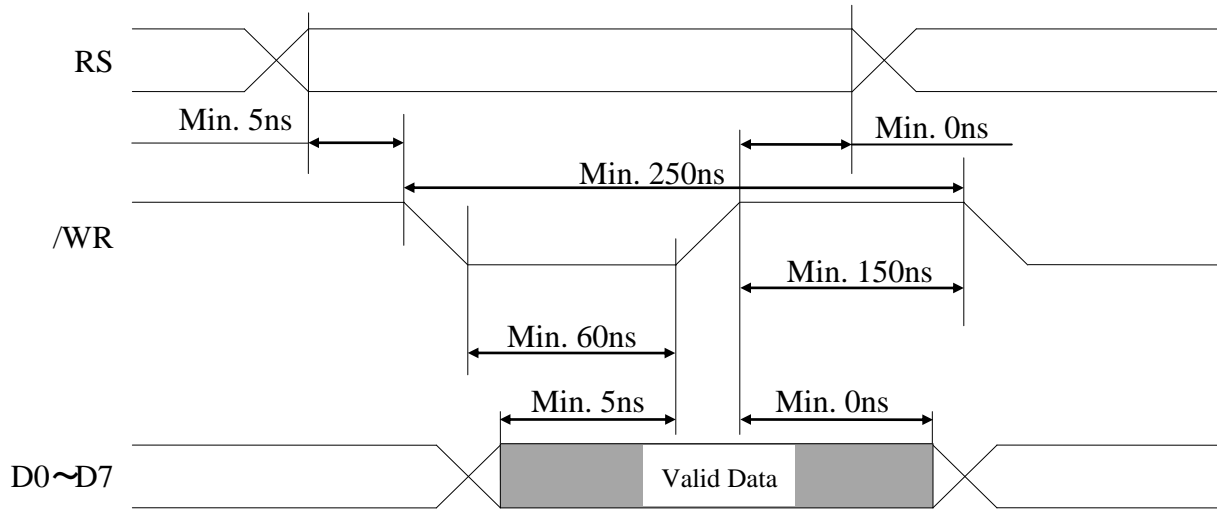 RS
Min. 5ns
Min. 0ns
Min. 250ns
/WR
Min. 150ns
Min. 60ns
Min. 5ns
Min. 0ns
D0~D7
Valid Data